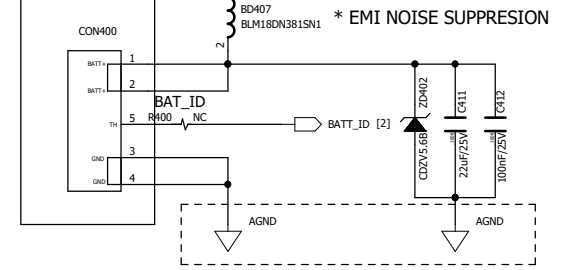 BD407
BLM18DN381SN1
* EMI NOISE SUPPRESION
2
CON400
BATT+ 1
BATT+ 2
BAT_ID
TH 5 R400 NC
BATT_ID [2]
GND 3
GND 4
ZD402
CDZV5.6B
C411
22uF/25V
C412
100nF/25V
AGND
AGND